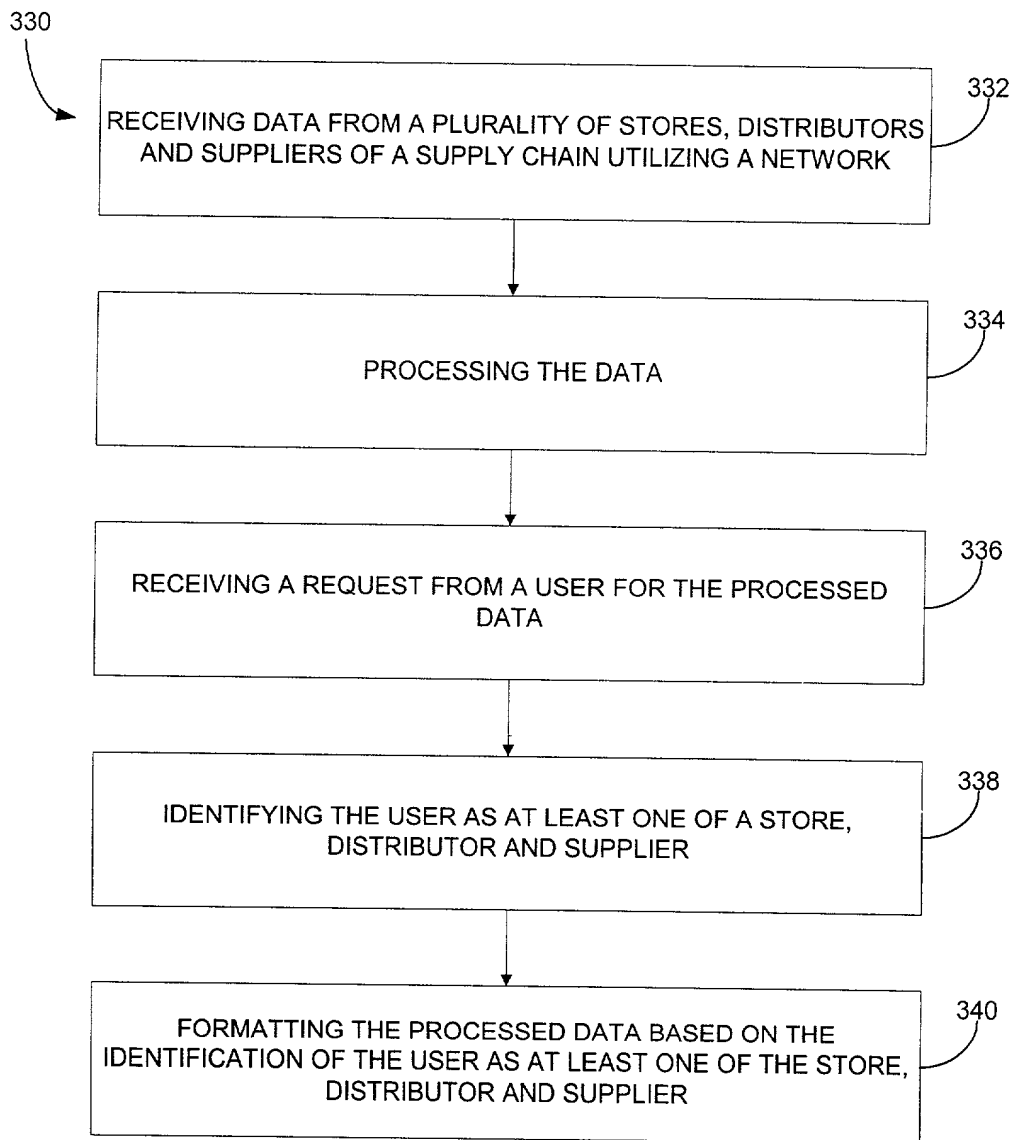 330
332
RECEIVING DATA FROM A PLURALITY OF STORES, DISTRIBUTORS
AND SUPPLIERS OF A SUPPLY CHAIN UTILIZING A NETWORK
334
PROCESSING THE DATA
336
RECEIVING A REQUEST FROM A USER FOR THE PROCESSED
DATA
338
IDENTIFYING THE USER AS AT LEAST ONE OF A STORE,
DISTRIBUTOR AND SUPPLIER
340
FORMATTING THE PROCESSED DATA BASED ON THE
IDENTIFICATION OF THE USER AS AT LEAST ONE OF THE STORE,
DISTRIBUTOR AND SUPPLIER